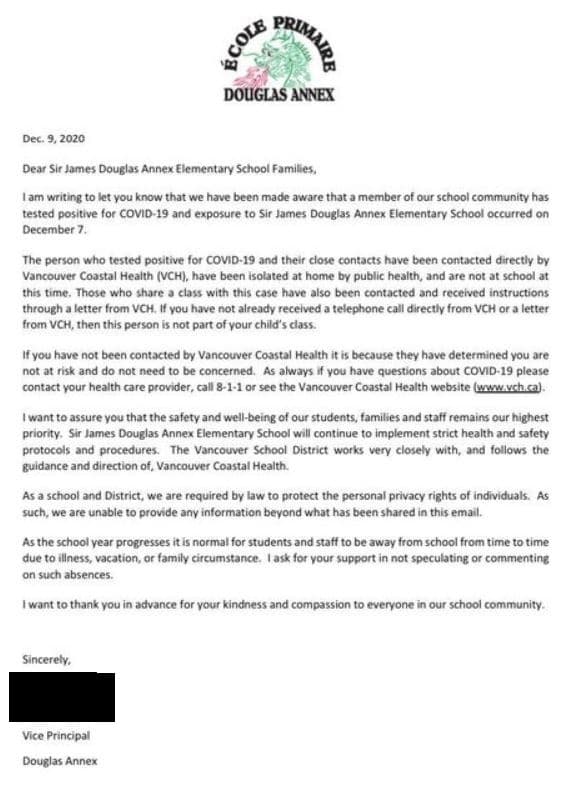 ÉCOLE PRIMAIRE
DOUGLAS ANNEX
Dec. 9, 2020
Dear Sir James Douglas Annex Elementary School Families,
I am writing to let you know that we have been made aware that a member of our school community has
tested positive for COVID-19 and exposure to Sir James Douglas Annex Elementary School occurred on
December 7.
The person who tested positive for COVID-19 and their close contacts have been contacted directly by
Vancouver Coastal Health (VCH), have been isolated at home by public health, and are not at school at
this time. Those who share a class with this case have also been contacted and received instructions
through a letter from VCH. If you have not already received a telephone call directly from VCH or a letter
from VCH, then this person is not part of your child's class.
If you have not been contacted by Vancouver Coastal Health it is because they have determined you are
not at risk and do not need to be concerned. As always if you have questions about COVID-19 please
contact your health care provider, call 8-1-1 or see the Vancouver Coastal Health website (www.vch.ca).
I want to assure you that the safety and well-being of our students, families and staff remains our highest
priority. Sir James Douglas Annex Elementary School will continue to implement strict health and safety
protocols and procedures. The Vancouver School District works very closely with, and follows the
guidance and direction of, Vancouver Coastal Health.
As a school and District, we are required by law to protect the personal privacy rights of individuals. As
such, we are unable to provide any information beyond what has been shared in this email.
As the school year progresses it is normal for students and staff to be away from school from time to time
due to illness, vacation, or family circumstance. I ask for your support in not speculating or commenting
on such absences.
I want to thank you in advance for your kindness and compassion to everyone in our school community.
Sincerely,
Vice Principal
Douglas Annex